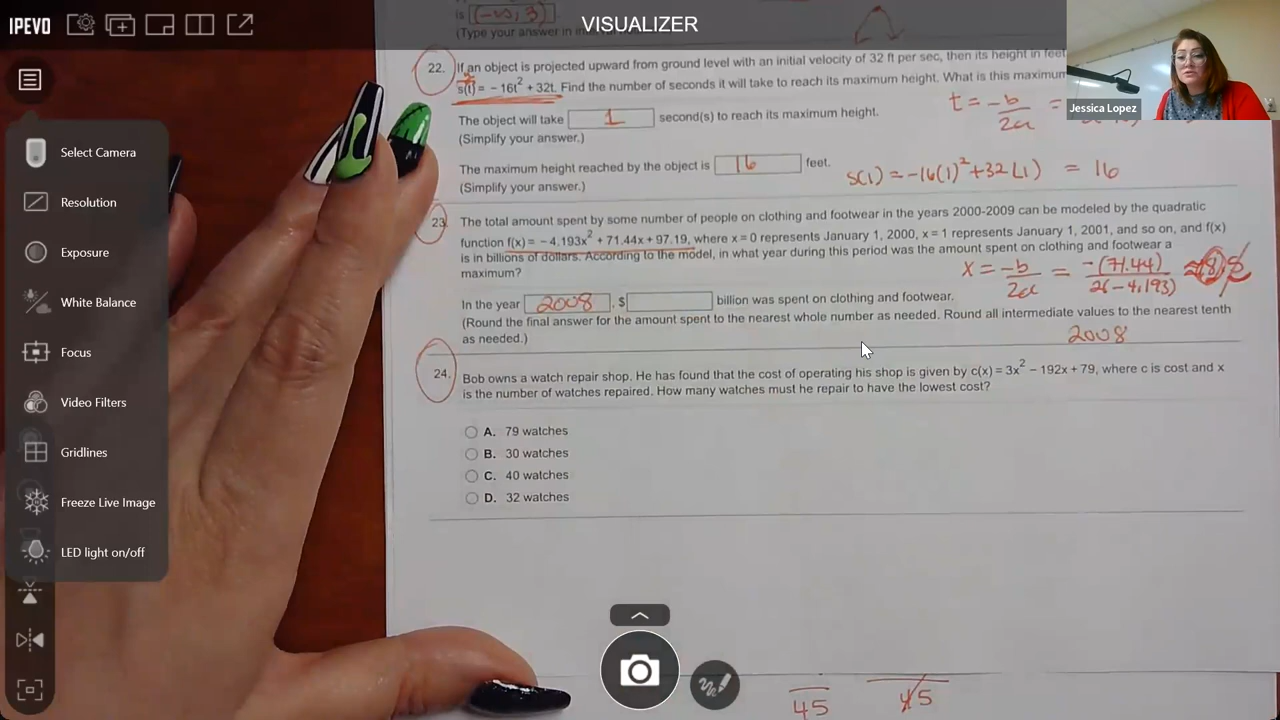 IPEVO
VISUALIZER
is (-∞, 3)
(Type your answer in
Jessica Lopez
22. If an object is projected upward from ground level with an initial velocity of 32 ft per sec, then its height in feet
s(t) = - 16t² + 32t. Find the number of seconds it will take to reach its maximum height. What is this maximum
t = -b/2a =
The object will take 1 second(s) to reach its maximum height.
(Simplify your answer.)
The maximum height reached by the object is 16 feet.
s(1) = -16(1)² + 32(1) = 16
(Simplify your answer.)
23. The total amount spent by some number of people on clothing and footwear in the years 2000-2009 can be modeled by the quadratic
function f(x) = - 4.193x² + 71.44x + 97.19, where x = 0 represents January 1, 2000, x = 1 represents January 1, 2001, and so on, and f(x)
is in billions of dollars. According to the model, in what year during this period was the amount spent on clothing and footwear a
maximum?
x = -b/2a = -(71.44)/2(-4.193) ≈ 8.5
In the year 2008, $ billion was spent on clothing and footwear.
(Round the final answer for the amount spent to the nearest whole number as needed. Round all intermediate values to the nearest tenth
as needed.)
2008
24. Bob owns a watch repair shop. He has found that the cost of operating his shop is given by c(x) = 3x² - 192x + 79, where c is cost and x
is the number of watches repaired. How many watches must he repair to have the lowest cost?
A. 79 watches
B. 30 watches
C. 40 watches
D. 32 watches
45 45
Select Camera
Resolution
Exposure
White Balance
Focus
Video Filters
Gridlines
Freeze Live Image
LED light on/off